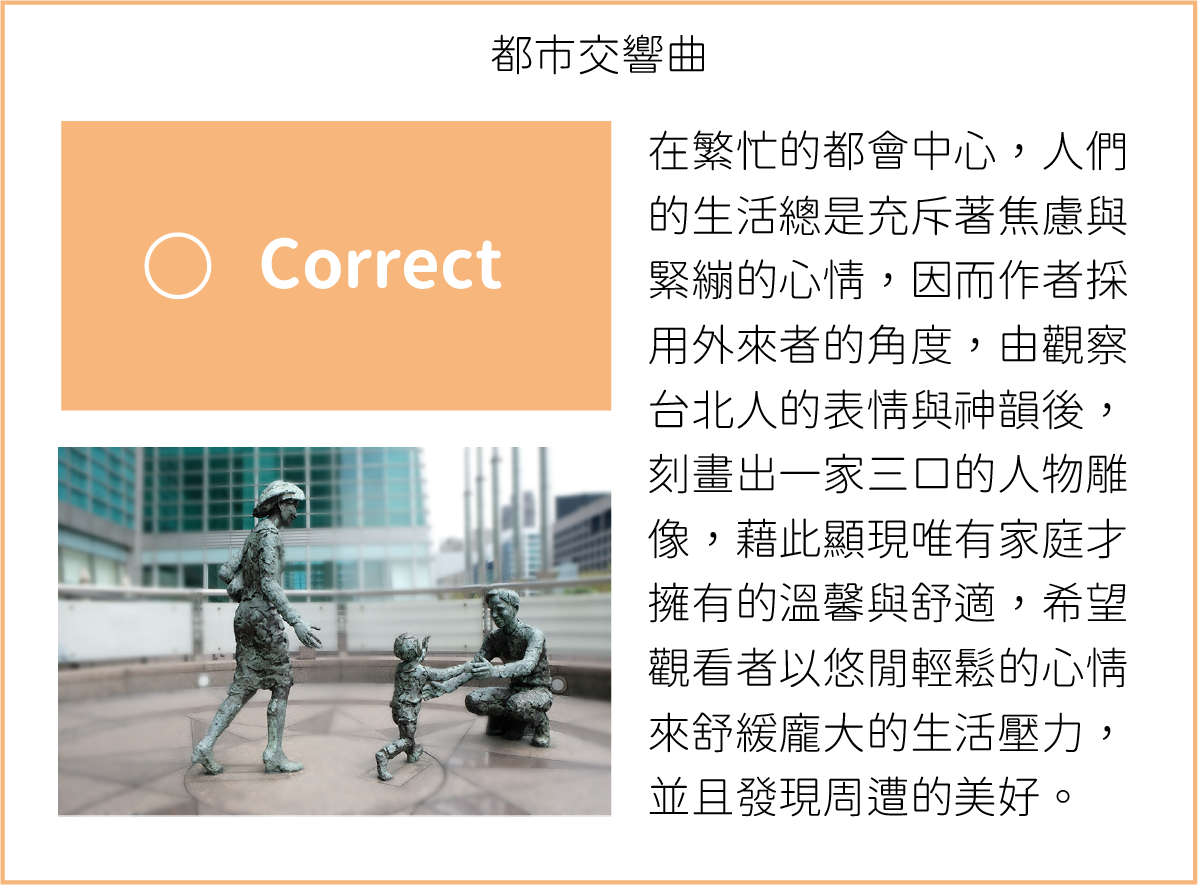 都市交響曲
Correct
在繁忙的都會中心，人們
的生活總是充斥著焦慮與
緊繃的心情，因而作者採
用外來者的角度，由觀察
台北人的表情與神韻後，
刻畫出一家三口的人物雕
像，藉此顯現唯有家庭才
擁有的溫馨與舒適，希望
觀看者以悠閒輕鬆的心情
來舒緩龐大的生活壓力，
並且發現周遭的美好。